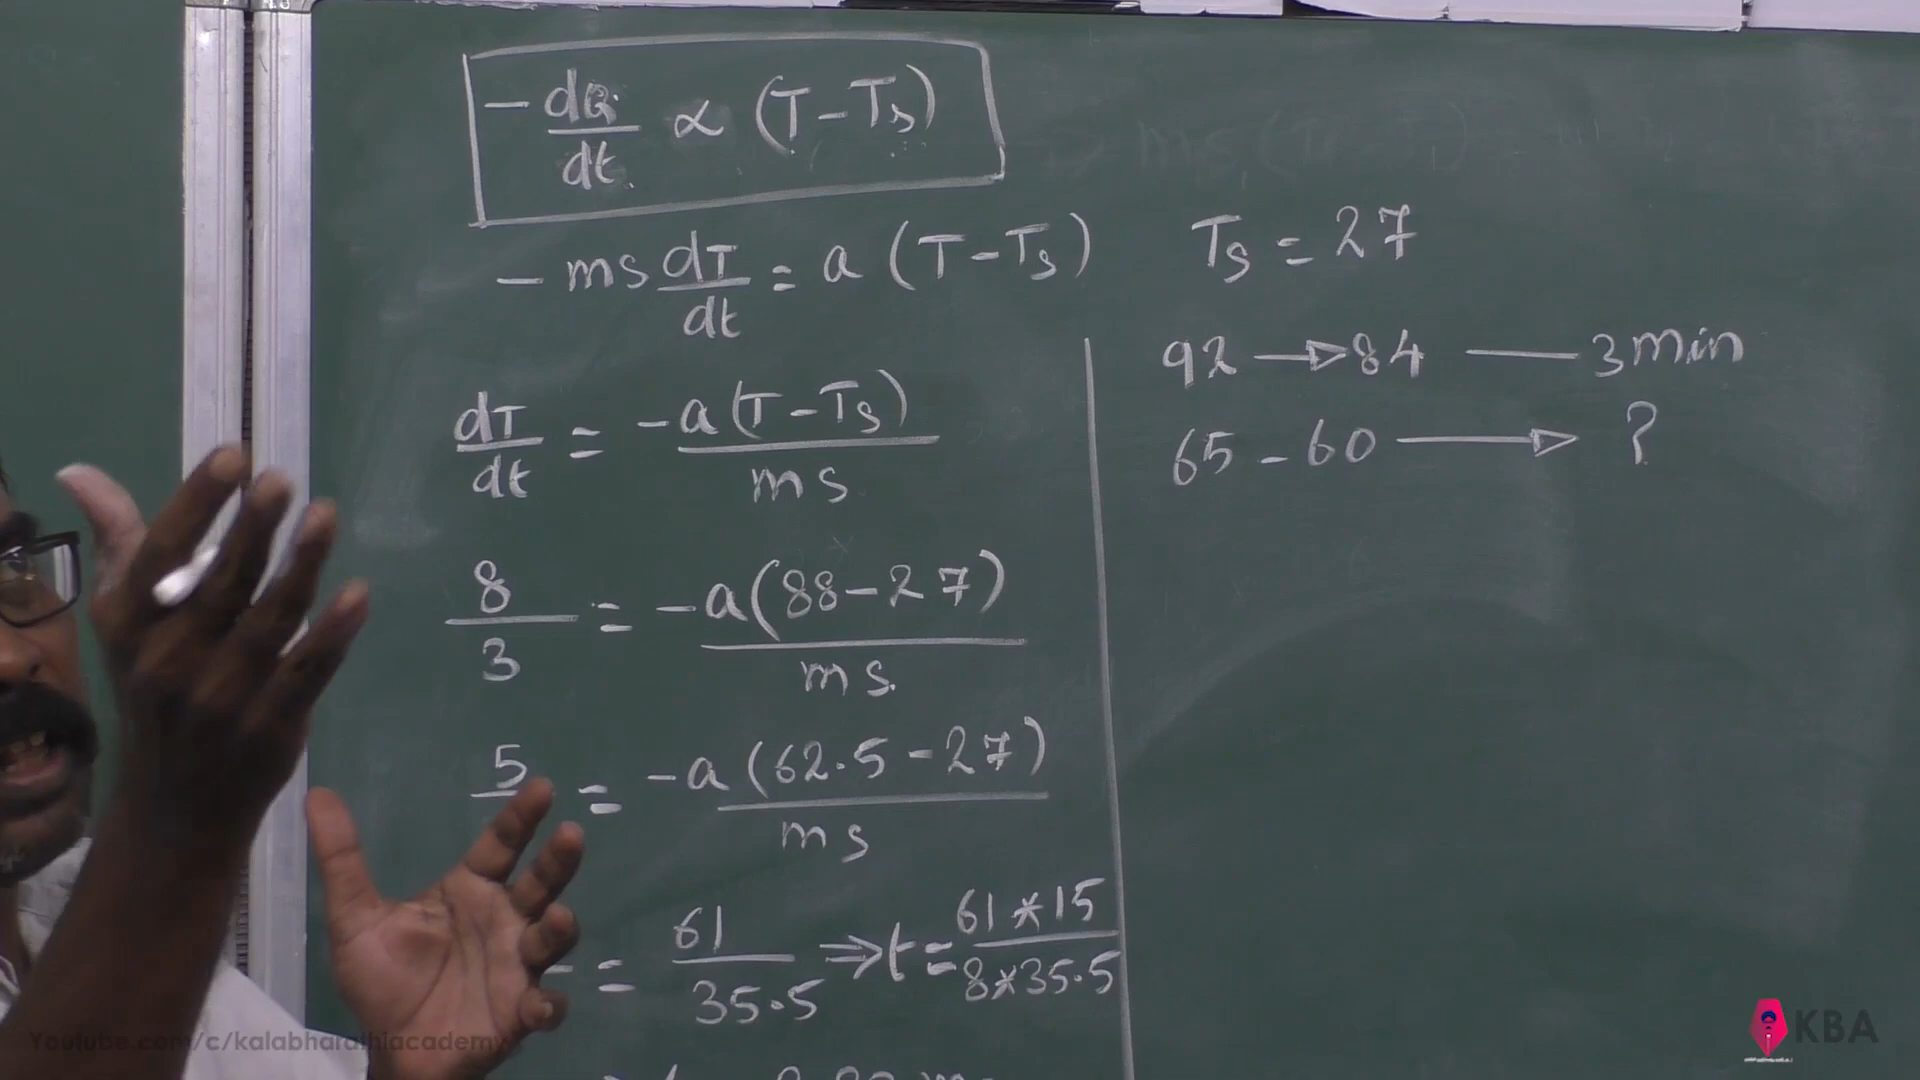 -dQ/dt ∝ (T-Ts)
-ms dT/dt = a (T-Ts)
dT/dt = -a(T-Ts)/ms
8/3 = -a(88-27)/ms
5 = -a(62.5-27)/ms
= 61/35.5 ⇒ t = 61*15/8*35.5
Ts = 27
92 → 84 — 3min
65 - 60 → ?
KBA
Youtube.com/c/kalabharathiacademy